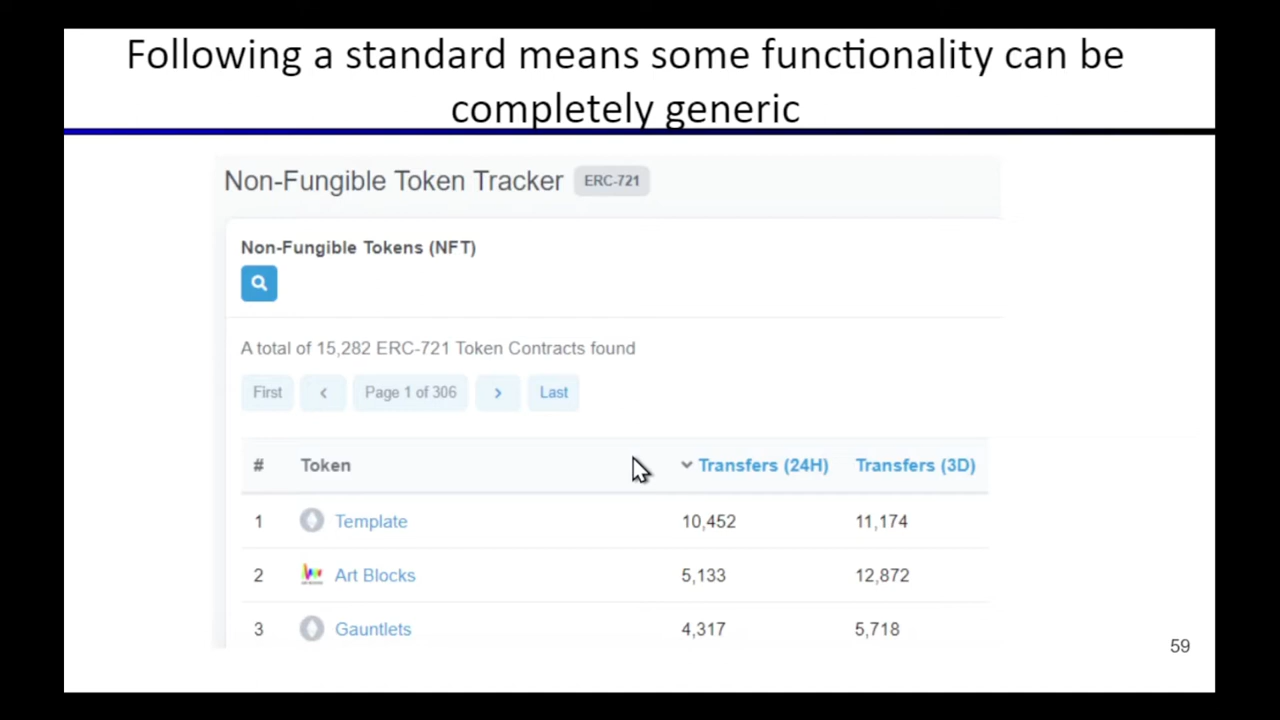 Following a standard means some functionality can be
completely generic
Non-Fungible Token Tracker ERC-721
Non-Fungible Tokens (NFT)
A total of 15,282 ERC-721 Token Contracts found
First ‹ Page 1 of 306 › Last
# Token Transfers (24H) Transfers (3D)
1 Template 10,452 11,174
2 Art Blocks 5,133 12,872
3 Gauntlets 4,317 5,718
59